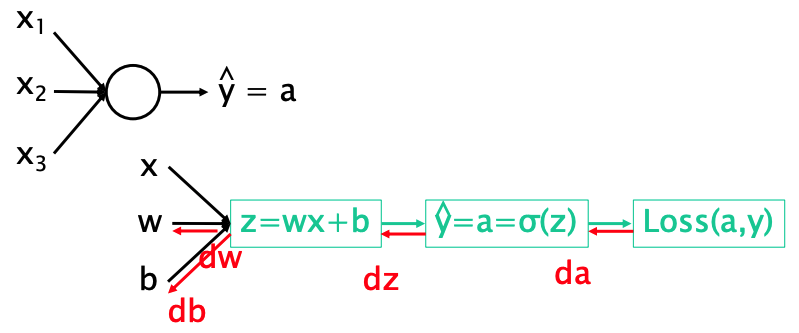 x₁
x₂
x₃
ŷ = a
x
w
b
z=wx+b
ŷ=a=σ(z)
Loss(a,y)
dw
db
dz
da